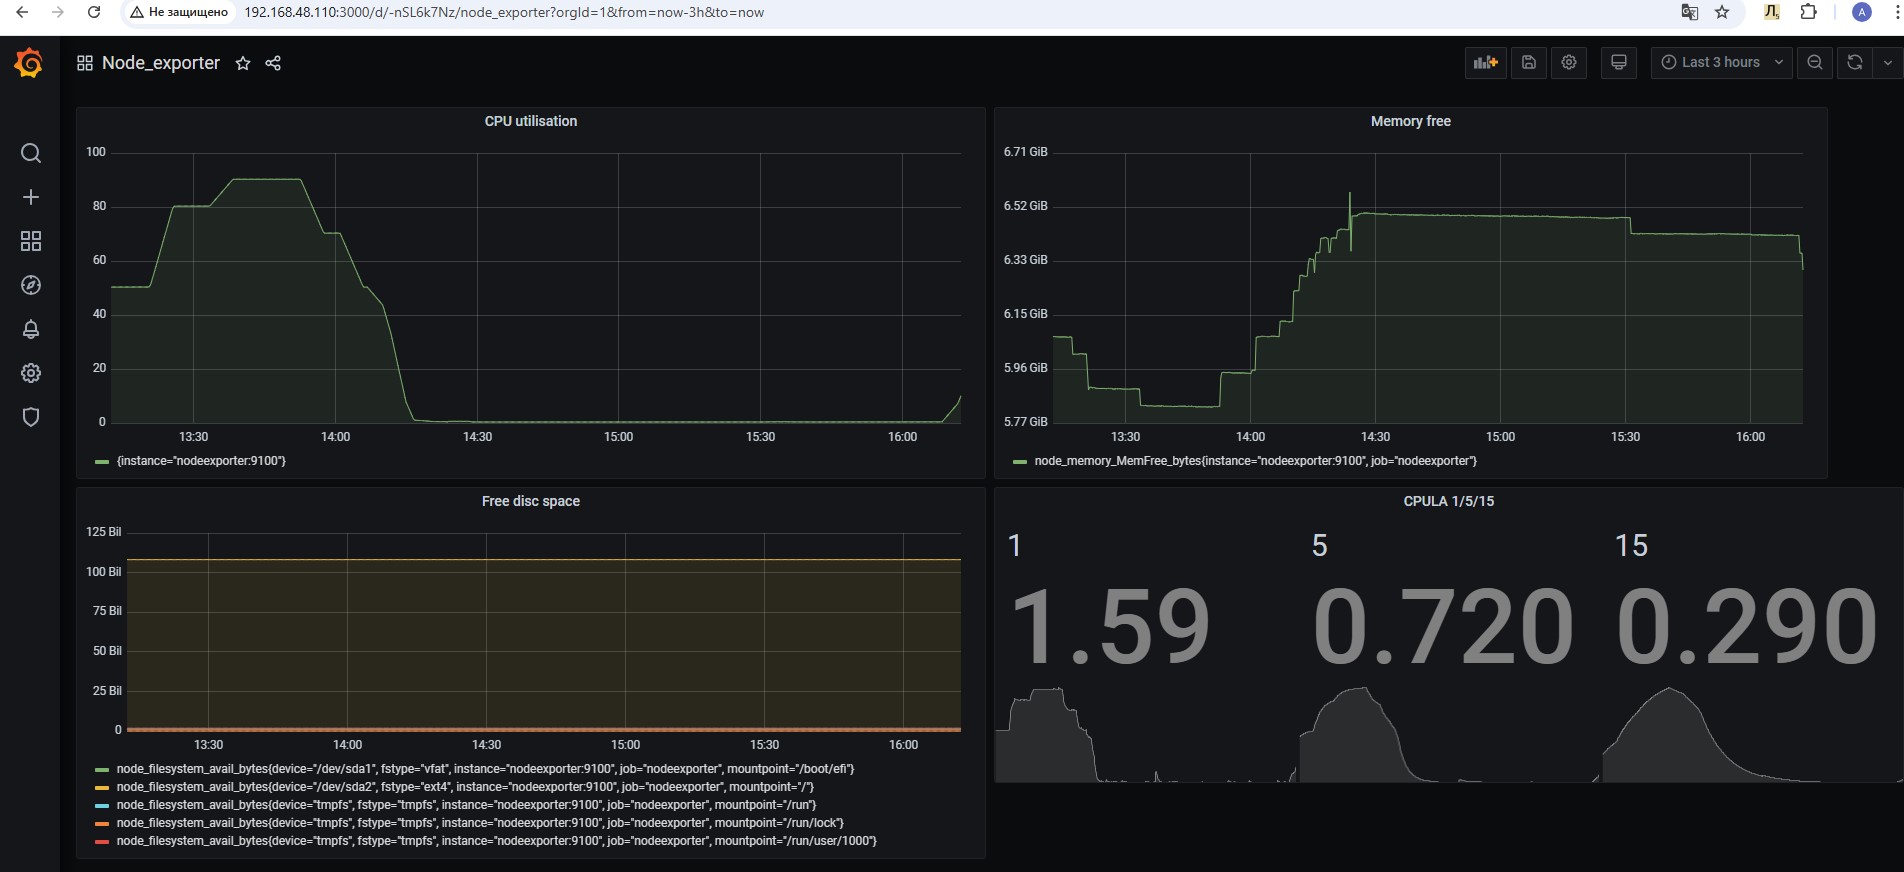 Не защищено 192.168.48.110:3000/d/-nSL6k7Nz/node_exporter?orgId=1&from=now-3h&to=now
A
Node_exporter
Last 3 hours
CPU utilisation
100
80
60
40
20
0
13:30 14:00 14:30 15:00 15:30 16:00
{instance="nodeexporter:9100"}
Memory free
6.71 GiB
6.52 GiB
6.33 GiB
6.15 GiB
5.96 GiB
5.77 GiB
13:30 14:00 14:30 15:00 15:30 16:00
node_memory_MemFree_bytes{instance="nodeexporter:9100", job="nodeexporter"}
Free disc space
125 Bil
100 Bil
75 Bil
50 Bil
25 Bil
0
13:30 14:00 14:30 15:00 15:30 16:00
node_filesystem_avail_bytes{device="/dev/sda1", fstype="vfat", instance="nodeexporter:9100", job="nodeexporter", mountpoint="/boot/efi"}
node_filesystem_avail_bytes{device="/dev/sda2", fstype="ext4", instance="nodeexporter:9100", job="nodeexporter", mountpoint="/"}
node_filesystem_avail_bytes{device="tmpfs", fstype="tmpfs", instance="nodeexporter:9100", job="nodeexporter", mountpoint="/run"}
node_filesystem_avail_bytes{device="tmpfs", fstype="tmpfs", instance="nodeexporter:9100", job="nodeexporter", mountpoint="/run/lock"}
node_filesystem_avail_bytes{device="tmpfs", fstype="tmpfs", instance="nodeexporter:9100", job="nodeexporter", mountpoint="/run/user/1000"}
CPULA 1/5/15
1 5 15
1.59 0.720 0.290